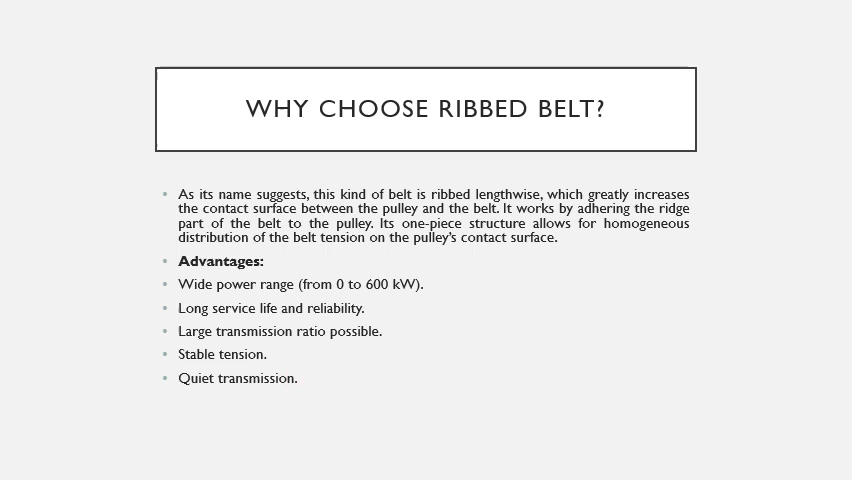 WHY CHOOSE RIBBED BELT?
• As its name suggests, this kind of belt is ribbed lengthwise, which greatly increases
the contact surface between the pulley and the belt. It works by adhering the ridge
part of the belt to the pulley. Its one-piece structure allows for homogeneous
distribution of the belt tension on the pulley's contact surface.
• Advantages:
• Wide power range (from 0 to 600 kW).
• Long service life and reliability.
• Large transmission ratio possible.
• Stable tension.
• Quiet transmission.